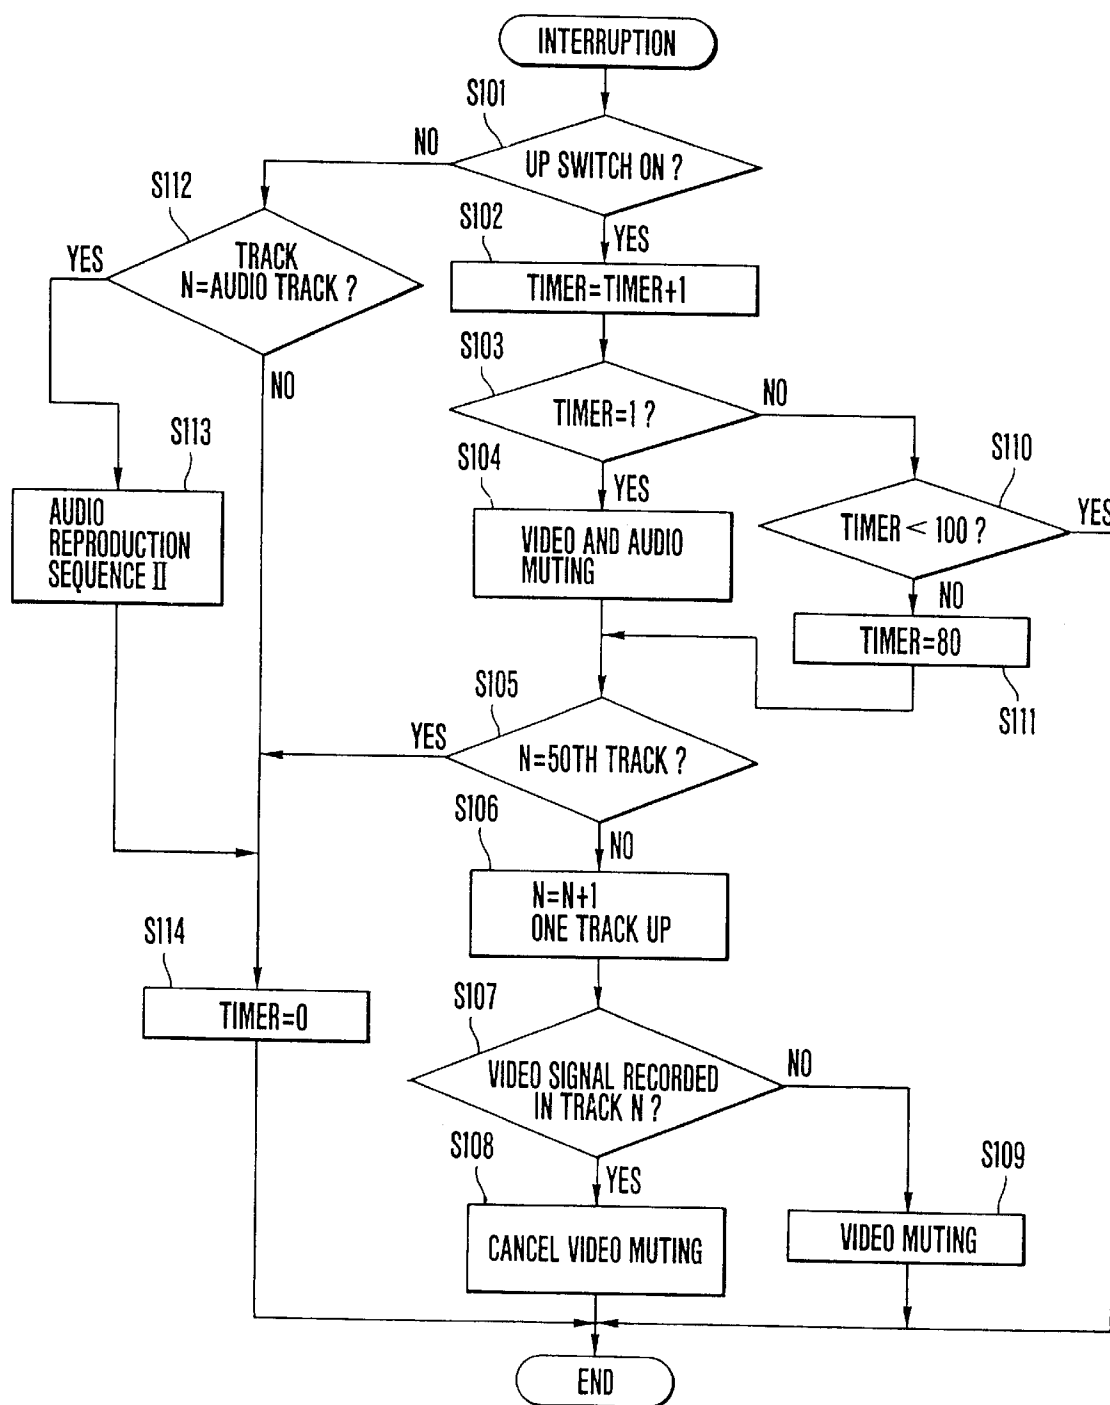 INTERRUPTION
S101
NO
UP SWITCH ON ?
S112
S102
YES
YES
TRACK
N=AUDIO TRACK ?
TIMER=TIMER+1
S103
NO
NO
TIMER=1 ?
S113
S104
S110
YES
YES
AUDIO
REPRODUCTION
SEQUENCE II
VIDEO AND AUDIO
MUTING
TIMER < 100 ?
NO
TIMER=80
S105
S111
YES
N=50TH TRACK ?
S106
NO
N=N+1
ONE TRACK UP
S114
S107
TIMER=0
NO
VIDEO SIGNAL RECORDED
IN TRACK N ?
S108
S109
YES
CANCEL VIDEO MUTING
VIDEO MUTING
END